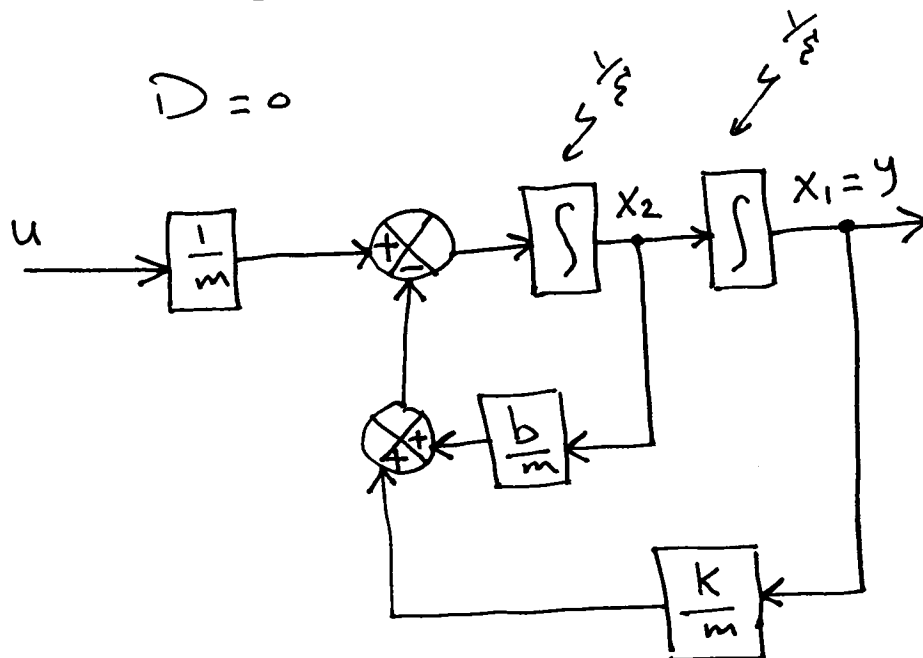 D = 0
1/s
1/s
u
1/m
+
-
∫
x₂
∫
x₁ = y
+
+
b/m
k/m